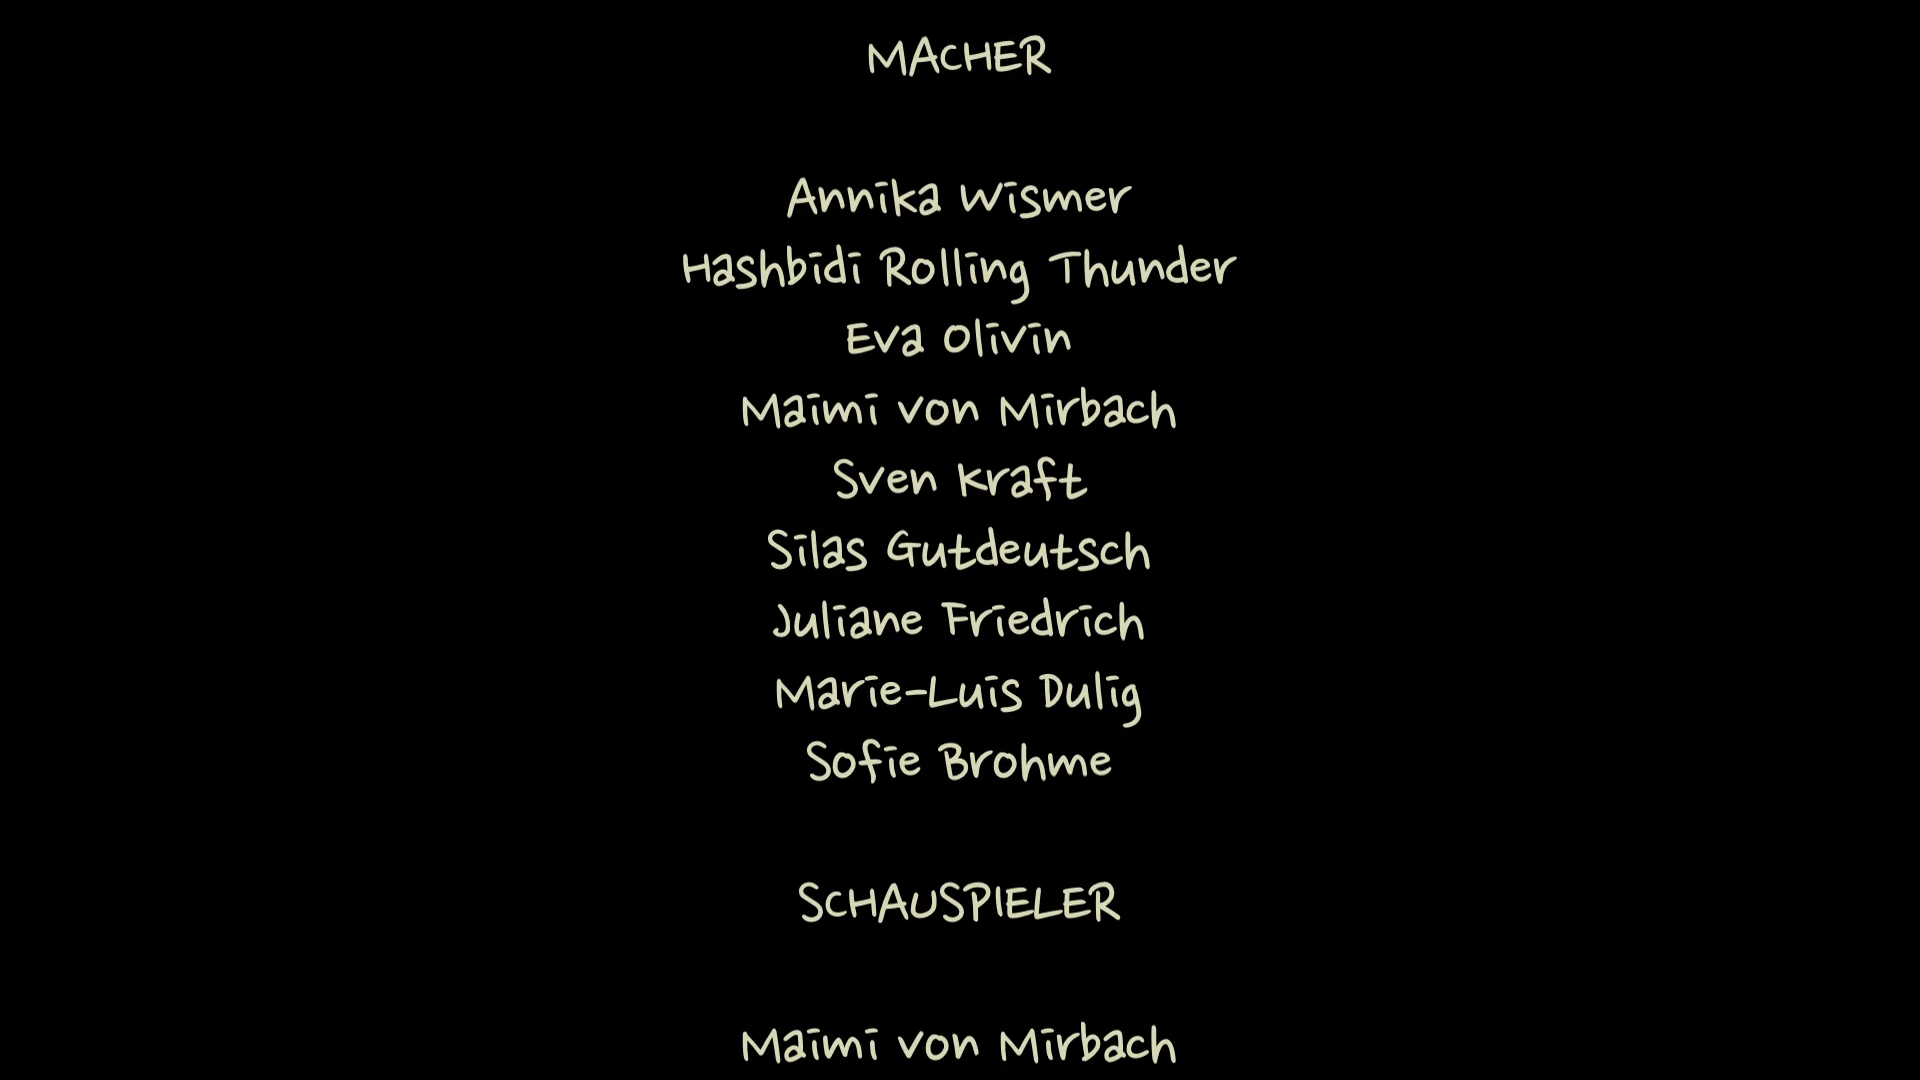 MACHER
Annika Wismer
Hashbidi Rolling Thunder
Eva Olivin
Maimi von Mirbach
Sven Kraft
Silas Gutdeutsch
Juliane Friedrich
Marie-Luis Dulig
Sofie Brohme
SCHAUSPIELER
Maimi von Mirbach